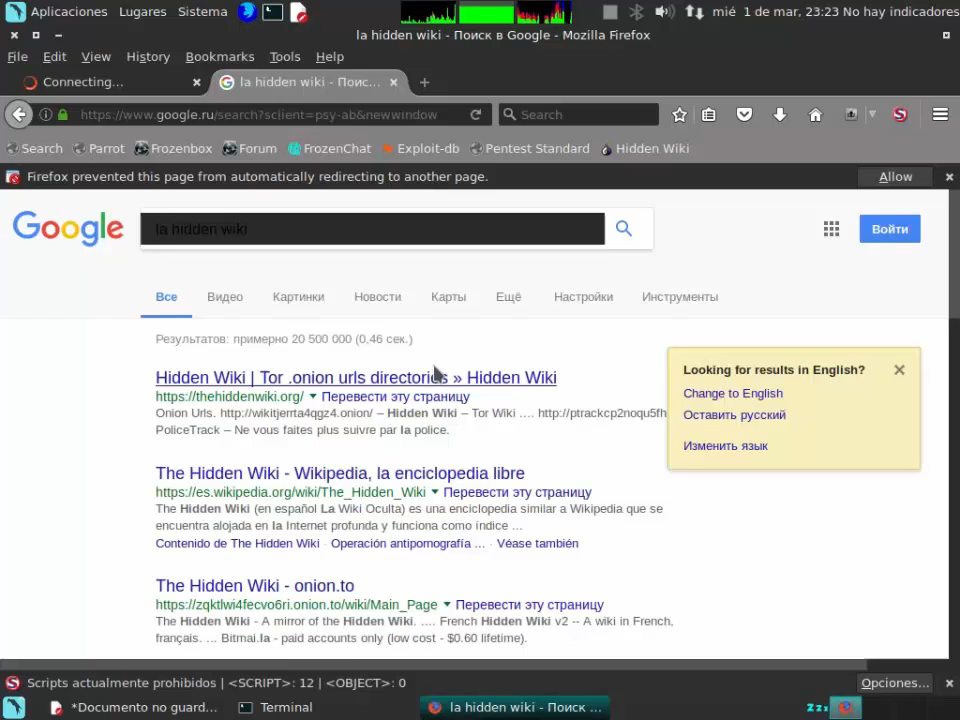 Aplicaciones Lugares Sistema mié 1 de mar, 23:23 No hay indicadores
la hidden wiki - Поиск в Google - Mozilla Firefox
File Edit View History Bookmarks Tools Help
Connecting... la hidden wiki - Поис...
https://www.google.ru/search?sclient=psy-ab&newwindow Search
Search Parrot Frozenbox Forum FrozenChat Exploit-db Pentest Standard Hidden Wiki
Firefox prevented this page from automatically redirecting to another page. Allow
Google la hidden wiki Войти
Все Видео Картинки Новости Карты Ещё Настройки Инструменты
Результатов: примерно 20 500 000 (0,46 сек.)
Hidden Wiki | Tor .onion urls directories » Hidden Wiki
https://thehiddenwiki.org/ Перевести эту страницу
Onion Urls. http://wikitjerrta4qgz4.onion/ – Hidden Wiki – Tor Wiki .... http://ptrackcp2noqu5fh
PoliceTrack – Ne vous faites plus suivre par la police.
Looking for results in English?
Change to English
Оставить русский
Изменить язык
The Hidden Wiki - Wikipedia, la enciclopedia libre
https://es.wikipedia.org/wiki/The_Hidden_Wiki Перевести эту страницу
The Hidden Wiki (en español La Wiki Oculta) es una enciclopedia similar a Wikipedia que se
encuentra alojada en la Internet profunda y funciona como índice ...
Contenido de The Hidden Wiki · Operación antipornografía ... · Véase también
The Hidden Wiki - onion.to
https://zqktlwi4fecvo6ri.onion.to/wiki/Main_Page Перевести эту страницу
The Hidden Wiki - A mirror of the Hidden Wiki. .... French Hidden Wiki v2 -- A wiki in French,
français. ... Bitmai.la - paid accounts only (low cost - $0.60 lifetime).
Scripts actualmente prohibidos | <SCRIPT>: 12 | <OBJECT>: 0 Opciones...
*Documento no guard... Terminal la hidden wiki - Поиск ... zzz